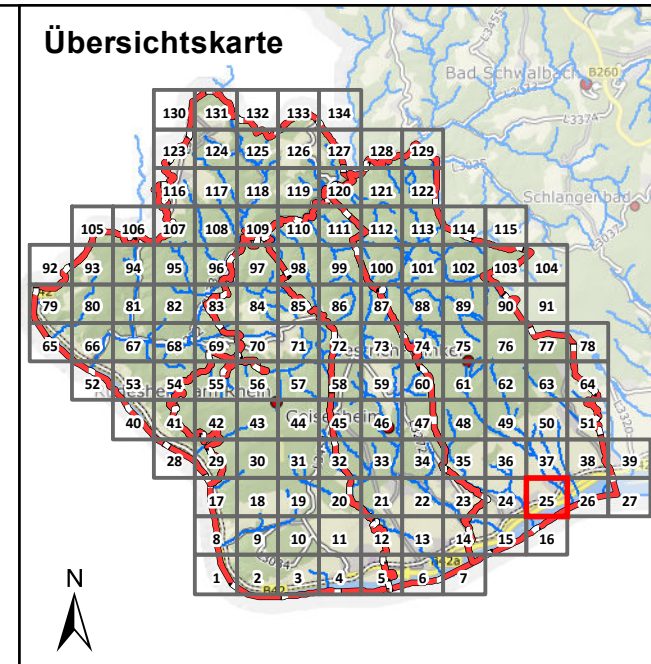 Übersichtskarte
Bad Schwalbach
B260
L3374
L3035
Schlangenbad
L3037
130 131 132 133 134
123 124 125 126 127 128 129
116 117 118 119 120 121 122
105 106 107 108 109 110 111 112 113 114 115
92 93 94 95 96 97 98 99 100 101 102 103 104
79 80 81 82 83 84 85 86 87 88 89 90 91
65 66 67 68 69 70 71 72 73 74 75 76 77 78
52 53 54 55 56 57 58 59 60 61 62 63 64
Geisenheim
40 41 42 43 44 45 46 47 48 49 50 51
L3320
28 29 30 31 32 33 34 35 36 37 38 39
17 18 19 20 21 22 23 24 25 26 27
8 9 10 11 12 13 14 15 16
L3034
B42a
1 2 3 4 5 6 7
B42
N